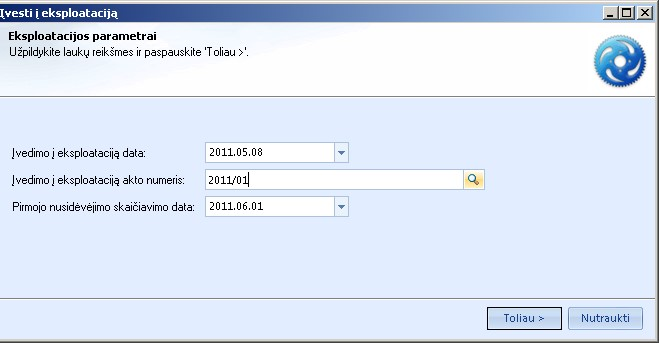 Įvesti į eksploataciją
Eksploatacijos parametrai
Užpildykite laukų reikšmes ir paspauskite 'Toliau >'.
Įvedimo į eksploataciją data: 2011.05.08
Įvedimo į eksploataciją akto numeris: 2011/01
Pirmojo nusidėvėjimo skaičiavimo data: 2011.06.01
Toliau > Nutraukti